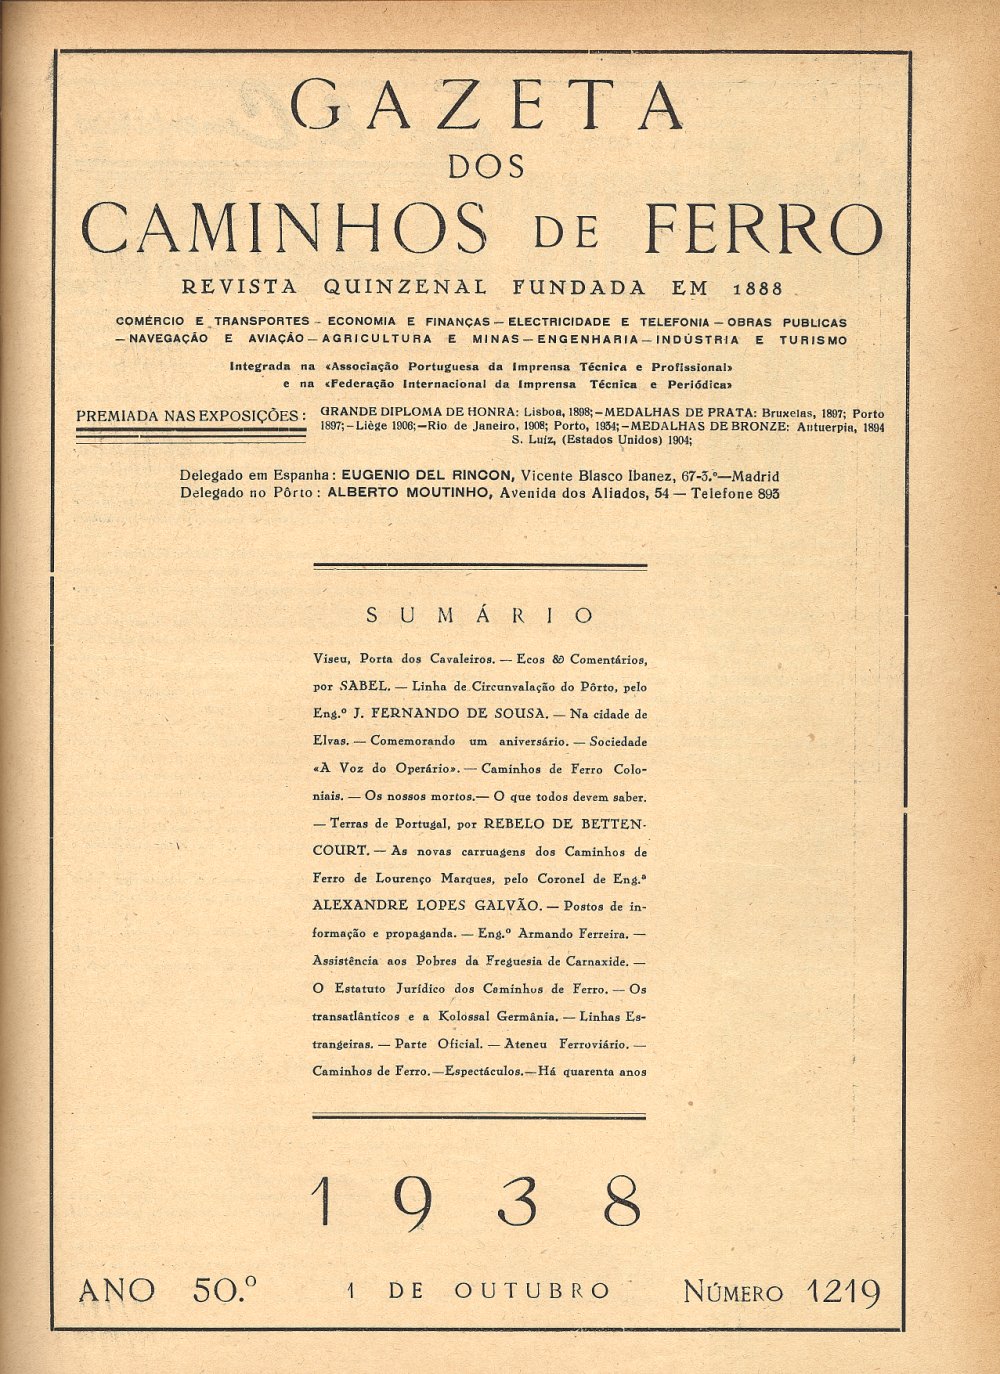 GAZETA
DOS
CAMINHOS DE FERRO
REVISTA QUINZENAL FUNDADA EM 1888
COMÉRCIO E TRANSPORTES – ECONOMIA E FINANÇAS — ELECTRICIDADE E TELEFONIA — OBRAS PUBLICAS
— NAVEGAÇÃO E AVIAÇÃO — AGRICULTURA E MINAS — ENGENHARIA — INDÚSTRIA E TURISMO
Integrada na «Associação Portuguesa da Imprensa Técnica e Profissional»
e na «Federação Internacional da Imprensa Técnica e Periódica»
PREMIADA NAS EXPOSIÇÕES: GRANDE DIPLOMA DE HONRA: Lisboa, 1898;—MEDALHAS DE PRATA: Bruxelas, 1897; Porto
1897;—Liège 1906;—Rio de Janeiro, 1908; Porto, 1934;—MEDALHAS DE BRONZE: Antuerpia, 1894
S. Luíz, (Estados Unidos) 1904;
Delegado em Espanha: EUGENIO DEL RINCON, Vicente Blasco Ibanez, 67-3.º—Madrid
Delegado no Pôrto: ALBERTO MOUTINHO, Avenida dos Aliados, 54 — Telefone 893
SUMÁRIO
Viseu, Porta dos Cavaleiros. — Ecos & Comentários,
por SABEL. — Linha de Circunvalação do Pôrto, pelo
Eng.º J. FERNANDO DE SOUSA. — Na cidade de
Elvas. — Comemorando um aniversário. — Sociedade
«A Voz do Operário». — Caminhos de Ferro Colo-
niais. — Os nossos mortos.— O que todos devem saber.
— Terras de Portugal, por REBELO DE BETTEN-
COURT. — As novas carruagens dos Caminhos de
Ferro de Lourenço Marques, pelo Coronel de Eng.ª
ALEXANDRE LOPES GALVÃO. — Postos de in-
formação e propaganda. — Eng.º Armando Ferreira. —
Assistência aos Pobres da Freguesia de Carnaxide. —
O Estatuto Jurídico dos Caminhos de Ferro. — Os
transatlânticos e a Kolossal Germânia. — Linhas Es-
trangeiras. — Parte Oficial. — Ateneu Ferroviário. —
Caminhos de Ferro.—Espectáculos.—Há quarenta anos
1938
ANO 50.º 1 DE OUTUBRO NÚMERO 1219